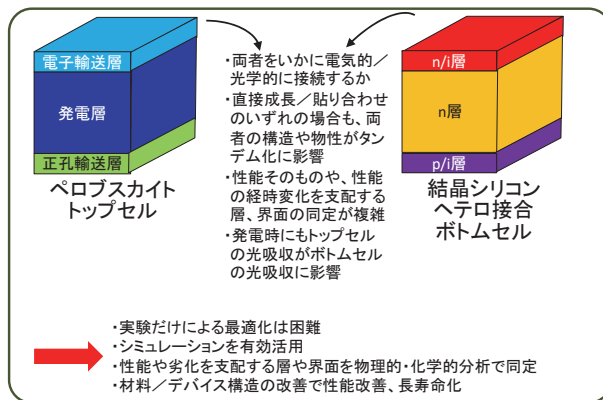 電子輸送層
発電層
正孔輸送層
ペロブスカイト
トップセル
・両者をいかに電気的/
光学的に接続するか
・直接成長/貼り合わせ
のいずれの場合も、両
者の構造や物性がタン
デム化に影響
・性能そのものや、性能
の経時変化を支配する
層、界面の同定が複雑
・発電時にもトップセル
の光吸収がボトムセル
の光吸収に影響
n/i層
n層
p/i層
結晶シリコン
ヘテロ接合
ボトムセル
・実験だけによる最適化は困難
・シミュレーションを有効活用
・性能や劣化を支配する層や界面を物理的・化学的分析で同定
・材料/デバイス構造の改善で性能改善、長寿命化